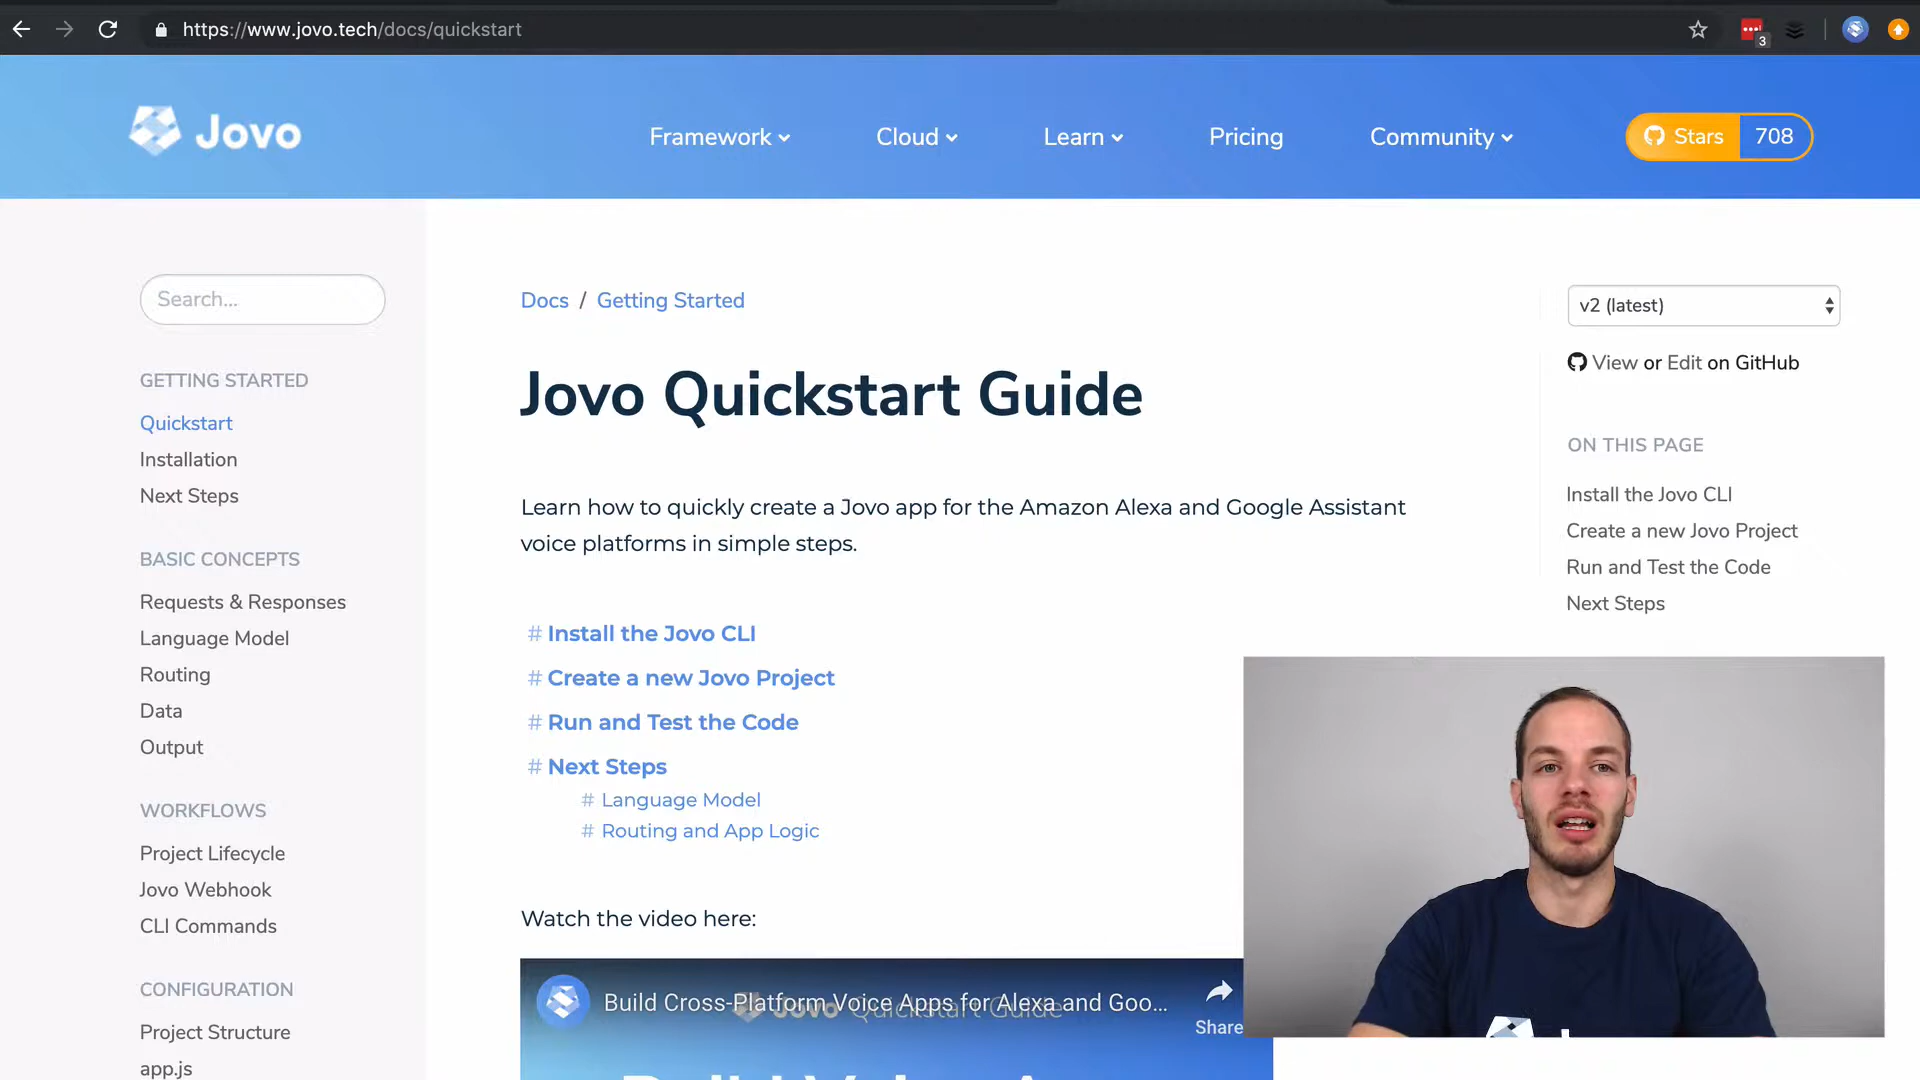 https://www.jovo.tech/docs/quickstart
3
Jovo
Framework
Cloud
Learn
Pricing
Community
Stars 708
Search...
GETTING STARTED
Quickstart
Installation
Next Steps
BASIC CONCEPTS
Requests & Responses
Language Model
Routing
Data
Output
WORKFLOWS
Project Lifecycle
Jovo Webhook
CLI Commands
CONFIGURATION
Project Structure
app.js
Docs / Getting Started
Jovo Quickstart Guide
Learn how to quickly create a Jovo app for the Amazon Alexa and Google Assistant
voice platforms in simple steps.
# Install the Jovo CLI
# Create a new Jovo Project
# Run and Test the Code
# Next Steps
# Language Model
# Routing and App Logic
Watch the video here:
Build Cross-Platform Voice Apps for Alexa and Goo...
Jovo Quickstart Guide
Share
v2 (latest)
View or Edit on GitHub
ON THIS PAGE
Install the Jovo CLI
Create a new Jovo Project
Run and Test the Code
Next Steps